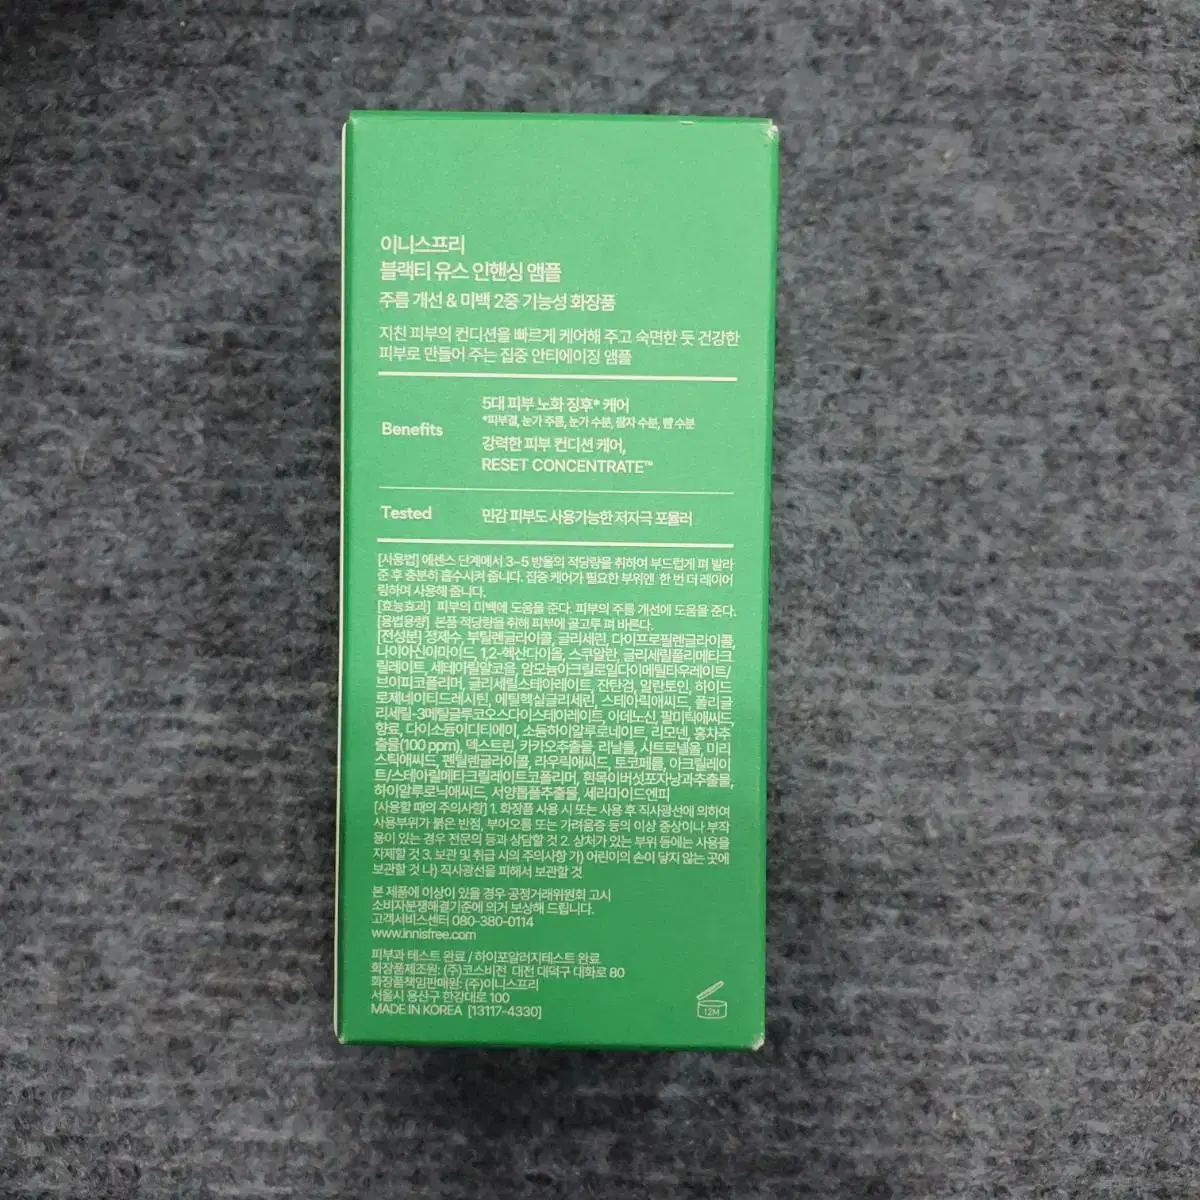 이니스프리
블랙티 유스 인핸싱 앰플
주름 개선 & 미백 2중 기능성 화장품
지친 피부의 컨디션을 빠르게 케어해 주고 숙면한 듯 건강한
피부로 만들어 주는 집중 안티에이징 앰플
Benefits
5대 피부 노화 징후* 케어
*피부결, 눈가 주름, 눈가 수분, 팔자 수분, 뺨 수분
강력한 피부 컨디션 케어,
RESET CONCENTRATE™
Tested
민감 피부도 사용가능한 저자극 포뮬러
[사용법] 에센스 단계에서 3~5 방울의 적당량을 취하여 부드럽게 펴 발라
준 후 충분히 흡수시켜 줍니다. 집중 케어가 필요한 부위엔 한 번 더 레이어
링하여 사용해 줍니다.
[효능효과] 피부의 미백에 도움을 준다. 피부의 주름 개선에 도움을 준다.
[용법용량] 본품 적당량을 취해 피부에 골고루 펴 바른다.
[전성분] 정제수, 부틸렌글라이콜, 글리세린, 다이프로필렌글라이콜,
나이아신아마이드, 1,2-헥산다이올, 스쿠알란, 글리세릴폴리메타크
릴레이트, 세테아릴알코올, 암모늄아크릴로일다이메틸타우레이트/
브이피코폴리머, 글리세릴스테아레이트, 잔탄검, 알란토인, 하이드
로제네이티드레시틴, 에틸헥실글리세린, 스테아릭애씨드, 폴리글
리세릴-3메틸글루코오스다이스테아레이트, 아데노신, 팔미틱애씨드,
향료, 다이소듐이디티에이, 소듐하이알루로네이트, 리모넨, 홍차추
출물(100 ppm), 덱스트린, 카카오추출물, 리날룰, 시트로넬올, 미리
스틱애씨드, 펜틸렌글라이콜, 라우릭애씨드, 토코페롤, 아크릴레이
트/스테아릴메타크릴레이트코폴리머, 흰목이버섯포자낭과추출물,
하이알루로닉애씨드, 서양톱풀추출물, 세라마이드엔피
[사용할 때의 주의사항] 1. 화장품 사용 시 또는 사용 후 직사광선에 의하여
사용부위가 붉은 반점, 부어오름 또는 가려움증 등의 이상 증상이나 부작
용이 있는 경우 전문의 등과 상담할 것 2. 상처가 있는 부위 등에는 사용을
자제할 것 3. 보관 및 취급 시의 주의사항 가) 어린이의 손이 닿지 않는 곳에
보관할 것 나) 직사광선을 피해서 보관할 것
본 제품에 이상이 있을 경우 공정거래위원회 고시
소비자분쟁해결기준에 의거 보상해 드립니다.
고객서비스센터 080-380-0114
www.innisfree.com
피부과 테스트 완료 / 하이포알러지테스트 완료
화장품제조원: (주)코스비전 대전 대덕구 대화로 80
화장품책임판매원: (주)이니스프리
서울시 용산구 한강대로 100
MADE IN KOREA [13117-4330]
12M